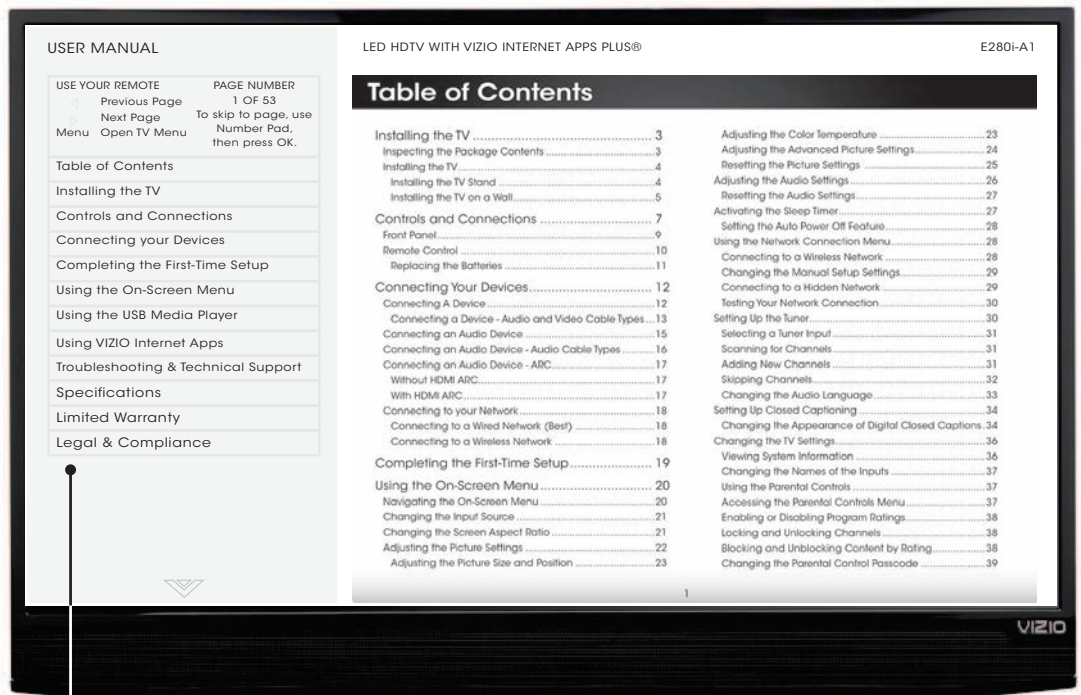 USER MANUAL
LED HDTV WITH VIZIO INTERNET APPS PLUS®
E280i-A1
USE YOUR REMOTE
Previous Page
Next Page
Menu Open TV Menu
PAGE NUMBER
1 OF 53
To skip to page, use
Number Pad,
then press OK.
Table of Contents
Installing the TV
Controls and Connections
Connecting your Devices
Completing the First-Time Setup
Using the On-Screen Menu
Using the USB Media Player
Using VIZIO Internet Apps
Troubleshooting & Technical Support
Specifications
Limited Warranty
Legal & Compliance
Table of Contents
Installing the TV ... 3
Inspecting the Package Contents ... 3
Installing the TV ... 4
Installing the TV Stand ... 4
Installing the TV on a Wall ... 5
Controls and Connections ... 7
Front Panel ... 9
Remote Control ... 10
Replacing the Batteries ... 11
Connecting Your Devices ... 12
Connecting A Device ... 12
Connecting a Device - Audio and Video Cable Types ... 13
Connecting an Audio Device ... 15
Connecting an Audio Device - Audio Cable Types ... 16
Connecting an Audio Device - ARC ... 17
Without HDMI ARC ... 17
With HDMI ARC ... 17
Connecting to your Network ... 18
Connecting to a Wired Network (Best) ... 18
Connecting to a Wireless Network ... 18
Completing the First-Time Setup ... 19
Using the On-Screen Menu ... 20
Navigating the On-Screen Menu ... 20
Changing the Input Source ... 21
Changing the Screen Aspect Ratio ... 21
Adjusting the Picture Settings ... 22
Adjusting the Picture Size and Position ... 23
Adjusting the Color Temperature ... 23
Adjusting the Advanced Picture Settings ... 24
Resetting the Picture Settings ... 25
Adjusting the Audio Settings ... 26
Resetting the Audio Settings ... 27
Activating the Sleep Timer ... 27
Setting the Auto Power Off Feature ... 28
Using the Network Connection Menu ... 28
Connecting to a Wireless Network ... 28
Changing the Manual Setup Settings ... 29
Connecting to a Hidden Network ... 29
Testing Your Network Connection ... 30
Setting Up the Tuner ... 30
Selecting a Tuner Input ... 31
Scanning for Channels ... 31
Adding New Channels ... 31
Skipping Channels ... 32
Changing the Audio Language ... 33
Setting Up Closed Captioning ... 34
Changing the Appearance of Digital Closed Captions. 34
Changing the TV Settings ... 36
Viewing System Information ... 36
Changing the Names of the Inputs ... 37
Using the Parental Controls ... 37
Accessing the Parental Controls Menu ... 37
Enabling or Disabling Program Ratings ... 38
Locking and Unlocking Channels ... 38
Blocking and Unblocking Content by Rating ... 38
Changing the Parental Control Passcode ... 39
1
VIZIO